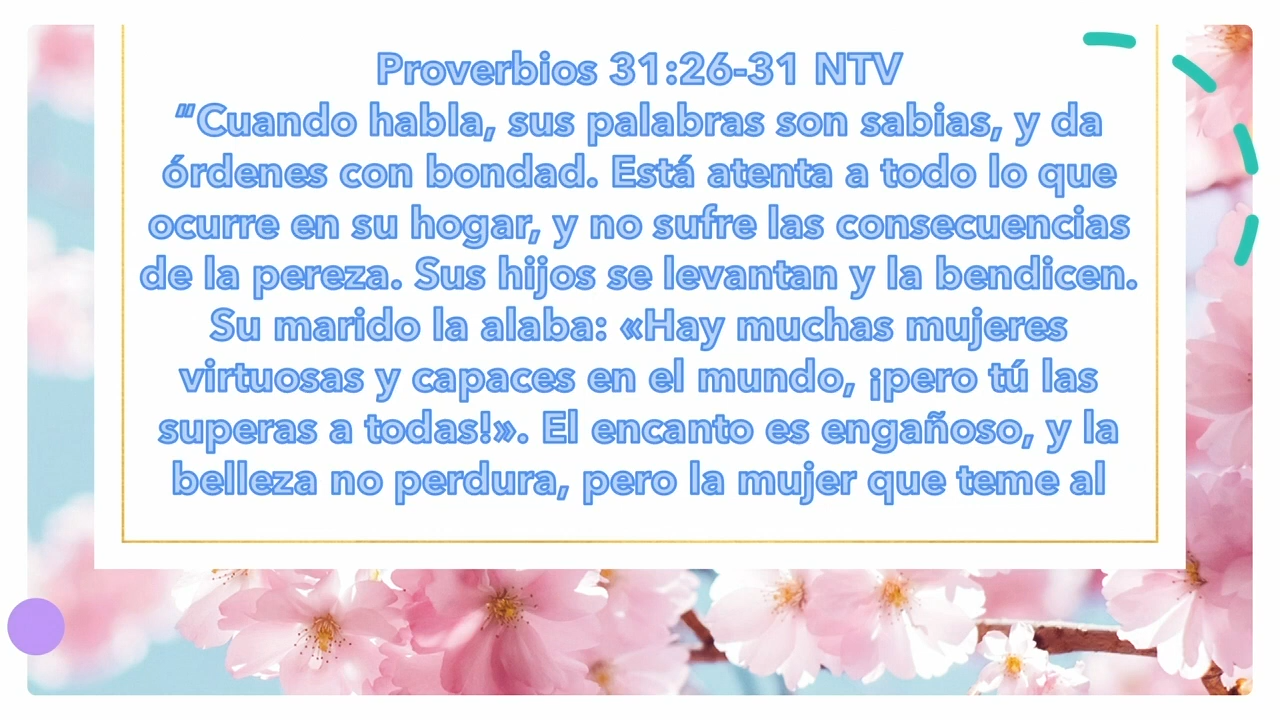 Proverbios 31:26-31 NTV
“Cuando habla, sus palabras son sabias, y da
órdenes con bondad. Está atenta a todo lo que
ocurre en su hogar, y no sufre las consecuencias
de la pereza. Sus hijos se levantan y la bendicen.
Su marido la alaba: «Hay muchas mujeres
virtuosas y capaces en el mundo, ¡pero tú las
superas a todas!». El encanto es engañoso, y la
belleza no perdura, pero la mujer que teme al